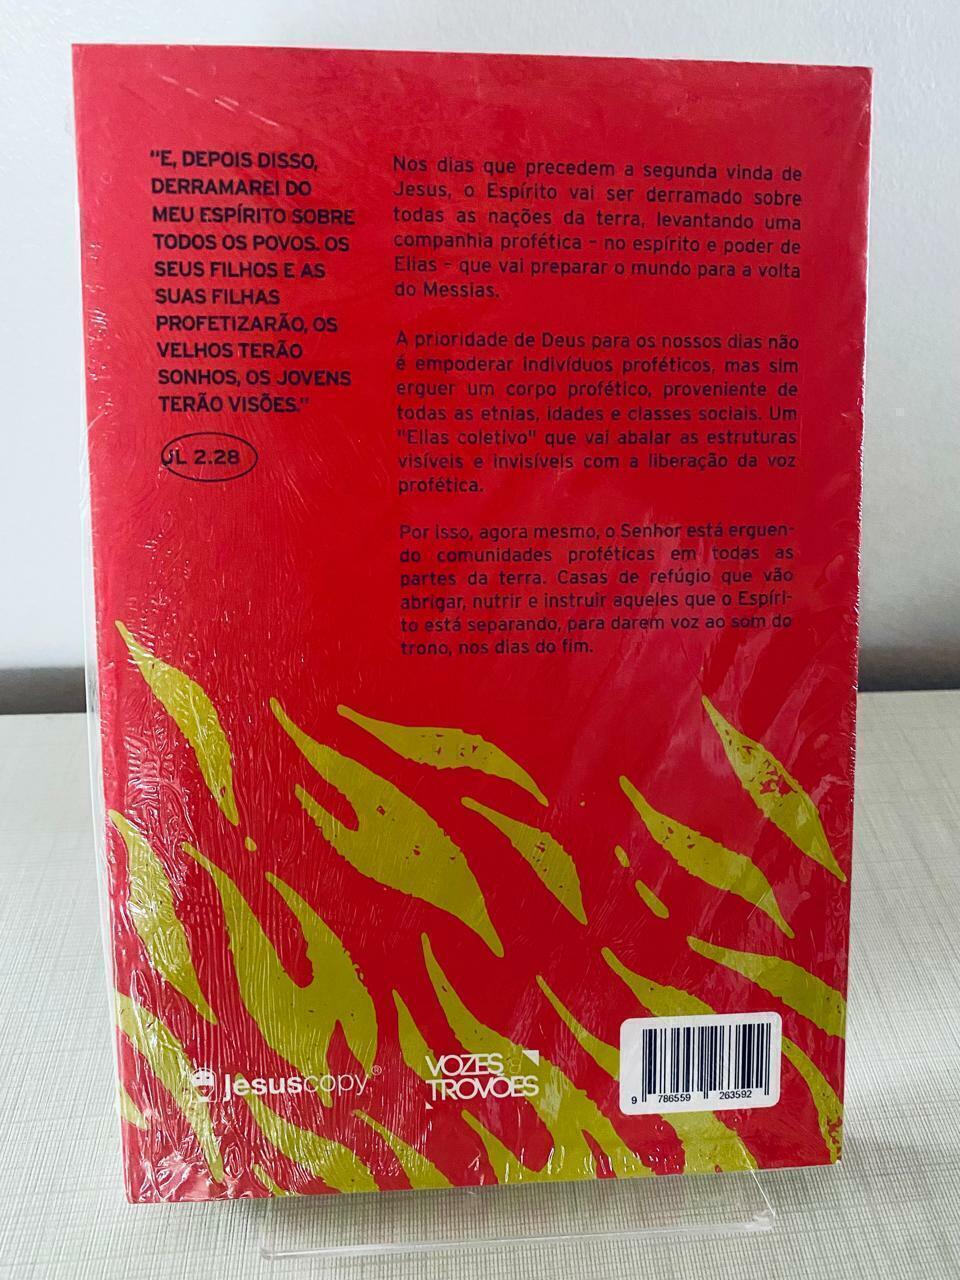 "E, DEPOIS DISSO,
DERRAMAREI DO
MEU ESPÍRITO SOBRE
TODOS OS POVOS. OS
SEUS FILHOS E AS
SUAS FILHAS
PROFETIZARÃO, OS
VELHOS TERÃO
SONHOS, OS JOVENS
TERÃO VISÕES."
JL 2.28
Nos dias que precedem a segunda vinda de
Jesus, o Espírito vai ser derramado sobre
todas as nações da terra, levantando uma
companhia profética – no espírito e poder de
Elias – que vai preparar o mundo para a volta
do Messias.
A prioridade de Deus para os nossos dias não
é empoderar indivíduos proféticos, mas sim
erguer um corpo profético, proveniente de
todas as etnias, idades e classes sociais. Um
"Elias coletivo" que vai abalar as estruturas
visíveis e invisíveis com a liberação da voz
profética.
Por isso, agora mesmo, o Senhor está erguen-
do comunidades proféticas em todas as
partes da terra. Casas de refúgio que vão
abrigar, nutrir e instruir aqueles que o Espíri-
to está separando, para darem voz ao som do
trono, nos dias do fim.
jesuscopy®
VOZES
TROVÕES
9 786559 263592